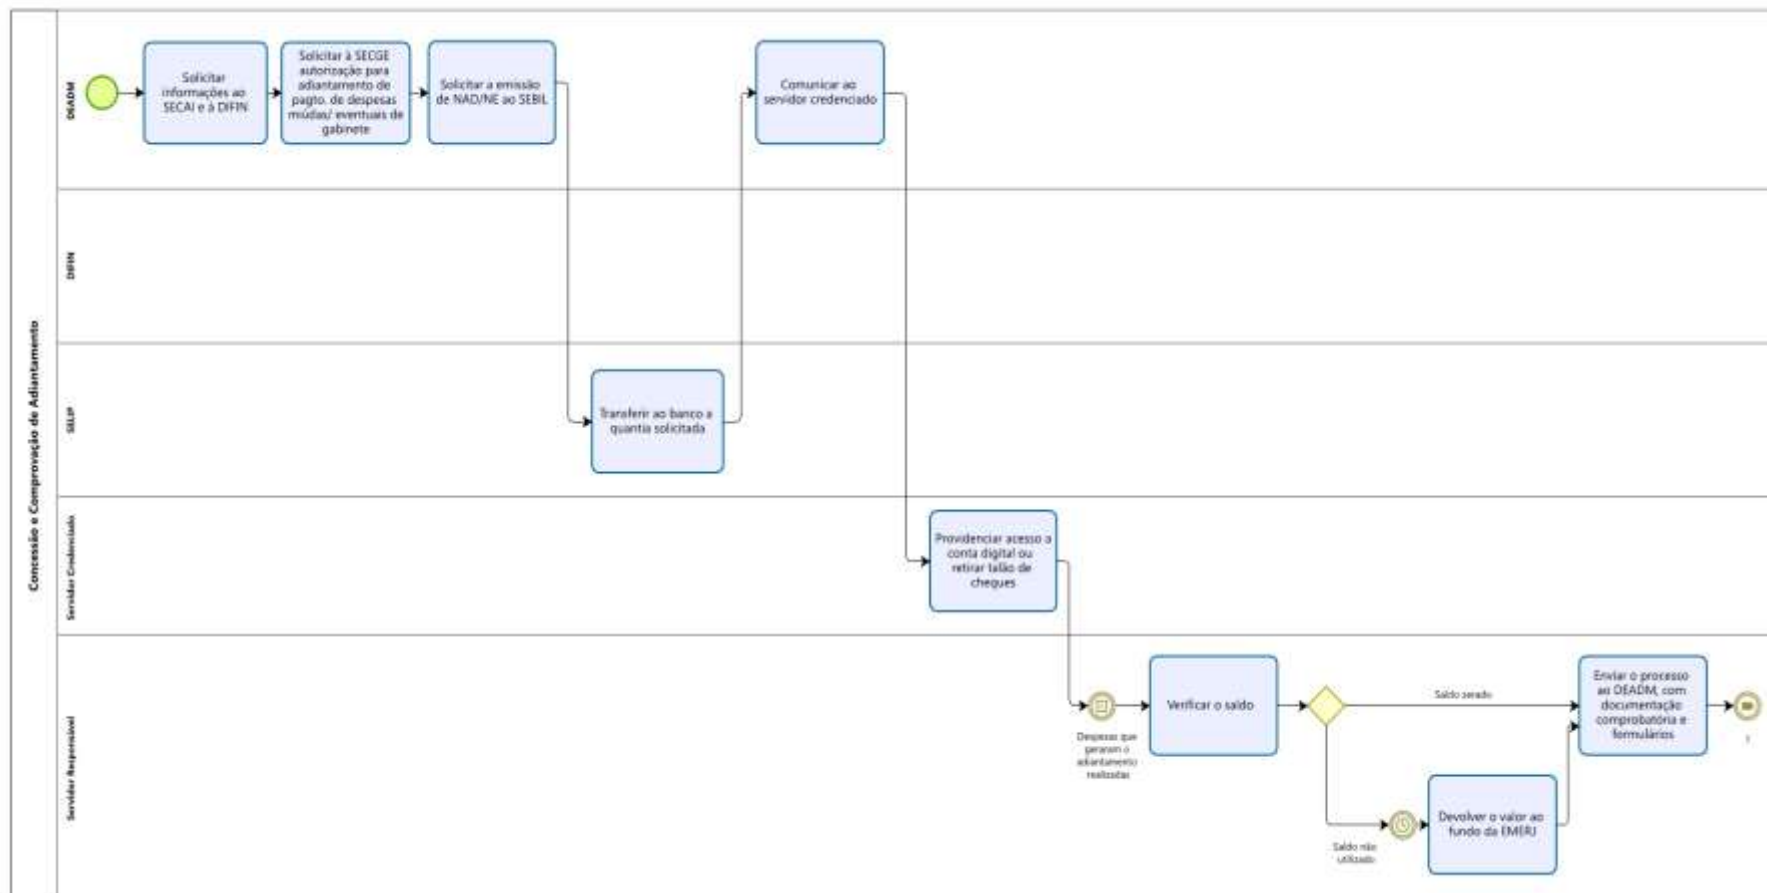 Concessão e Comprovação de Adiantamento
DEADM
Solicitar
informações ao
SECAI e à DIFIN
Solicitar à SECGE
autorização para
adiantamento de
pagto. de despesas
miúdas/ eventuais de
gabinete
Solicitar a emissão
de NAD/NE ao SEBIL
Comunicar ao
servidor credenciado
DIFIN
SELIP
Transferir ao banco a
quantia solicitada
Servidor Credenciado
Providenciar acesso a
conta digital ou
retirar talão de
cheques
Servidor Responsável
Despesas que
geraram o
adiantamento
realizadas
Verificar o saldo
Saldo zerado
Saldo não
utilizado
Devolver o valor ao
fundo da EMERJ
Enviar o processo
ao DEADM, com
documentação
comprobatória e
formulários